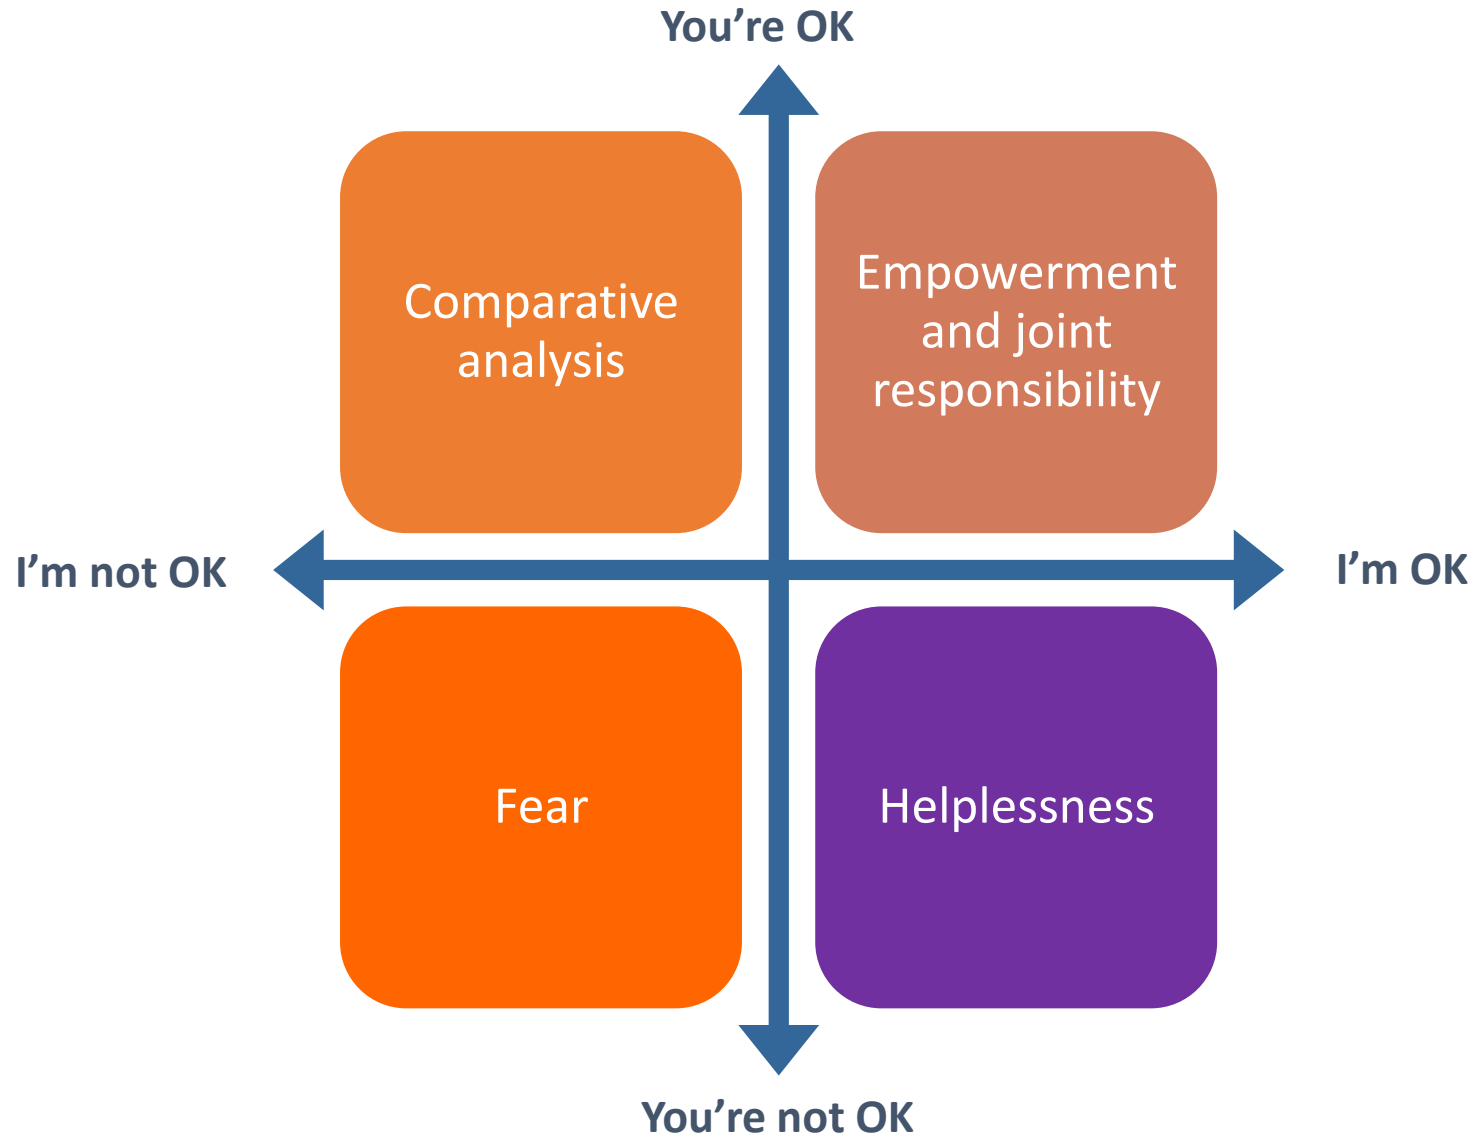 You’re OK
Comparative
analysis
Empowerment
and joint
responsibility
I’m not OK
I’m OK
Fear
Helplessness
You’re not OK